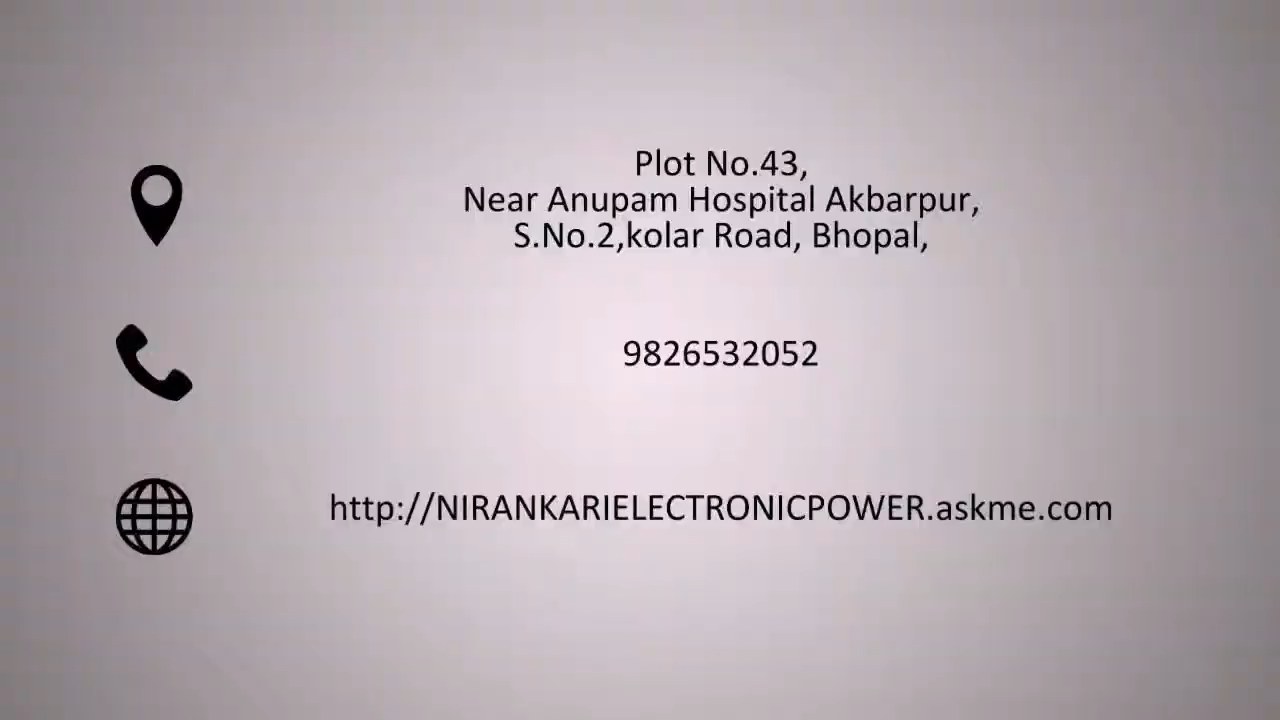 Plot No.43,
Near Anupam Hospital Akbarpur,
S.No.2,kolar Road, Bhopal,
9826532052
http://NIRANKARIELECTRONICPOWER.askme.com